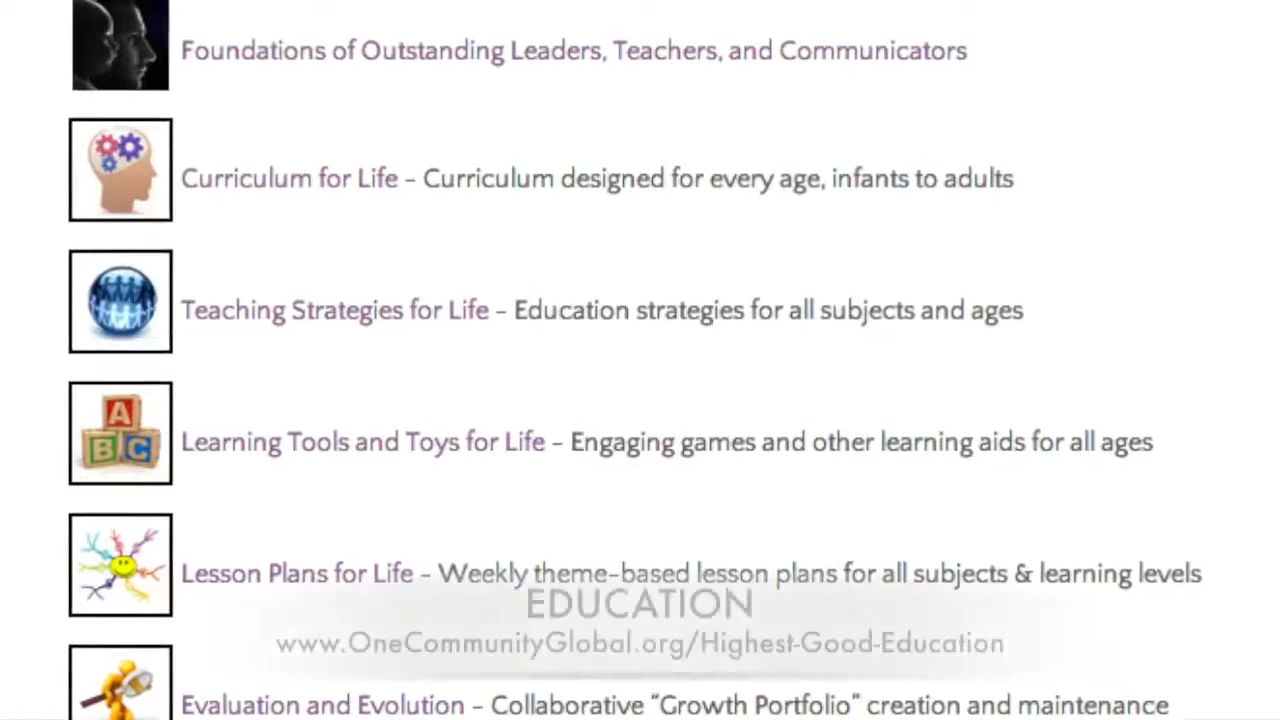 Foundations of Outstanding Leaders, Teachers, and Communicators
Curriculum for Life - Curriculum designed for every age, infants to adults
Teaching Strategies for Life - Education strategies for all subjects and ages
A
B C
Learning Tools and Toys for Life - Engaging games and other learning aids for all ages
Lesson Plans for Life - Weekly theme-based lesson plans for all subjects & learning levels
EDUCATION
www.OneCommunityGlobal.org/Highest-Good-Education
Evaluation and Evolution - Collaborative "Growth Portfolio" creation and maintenance